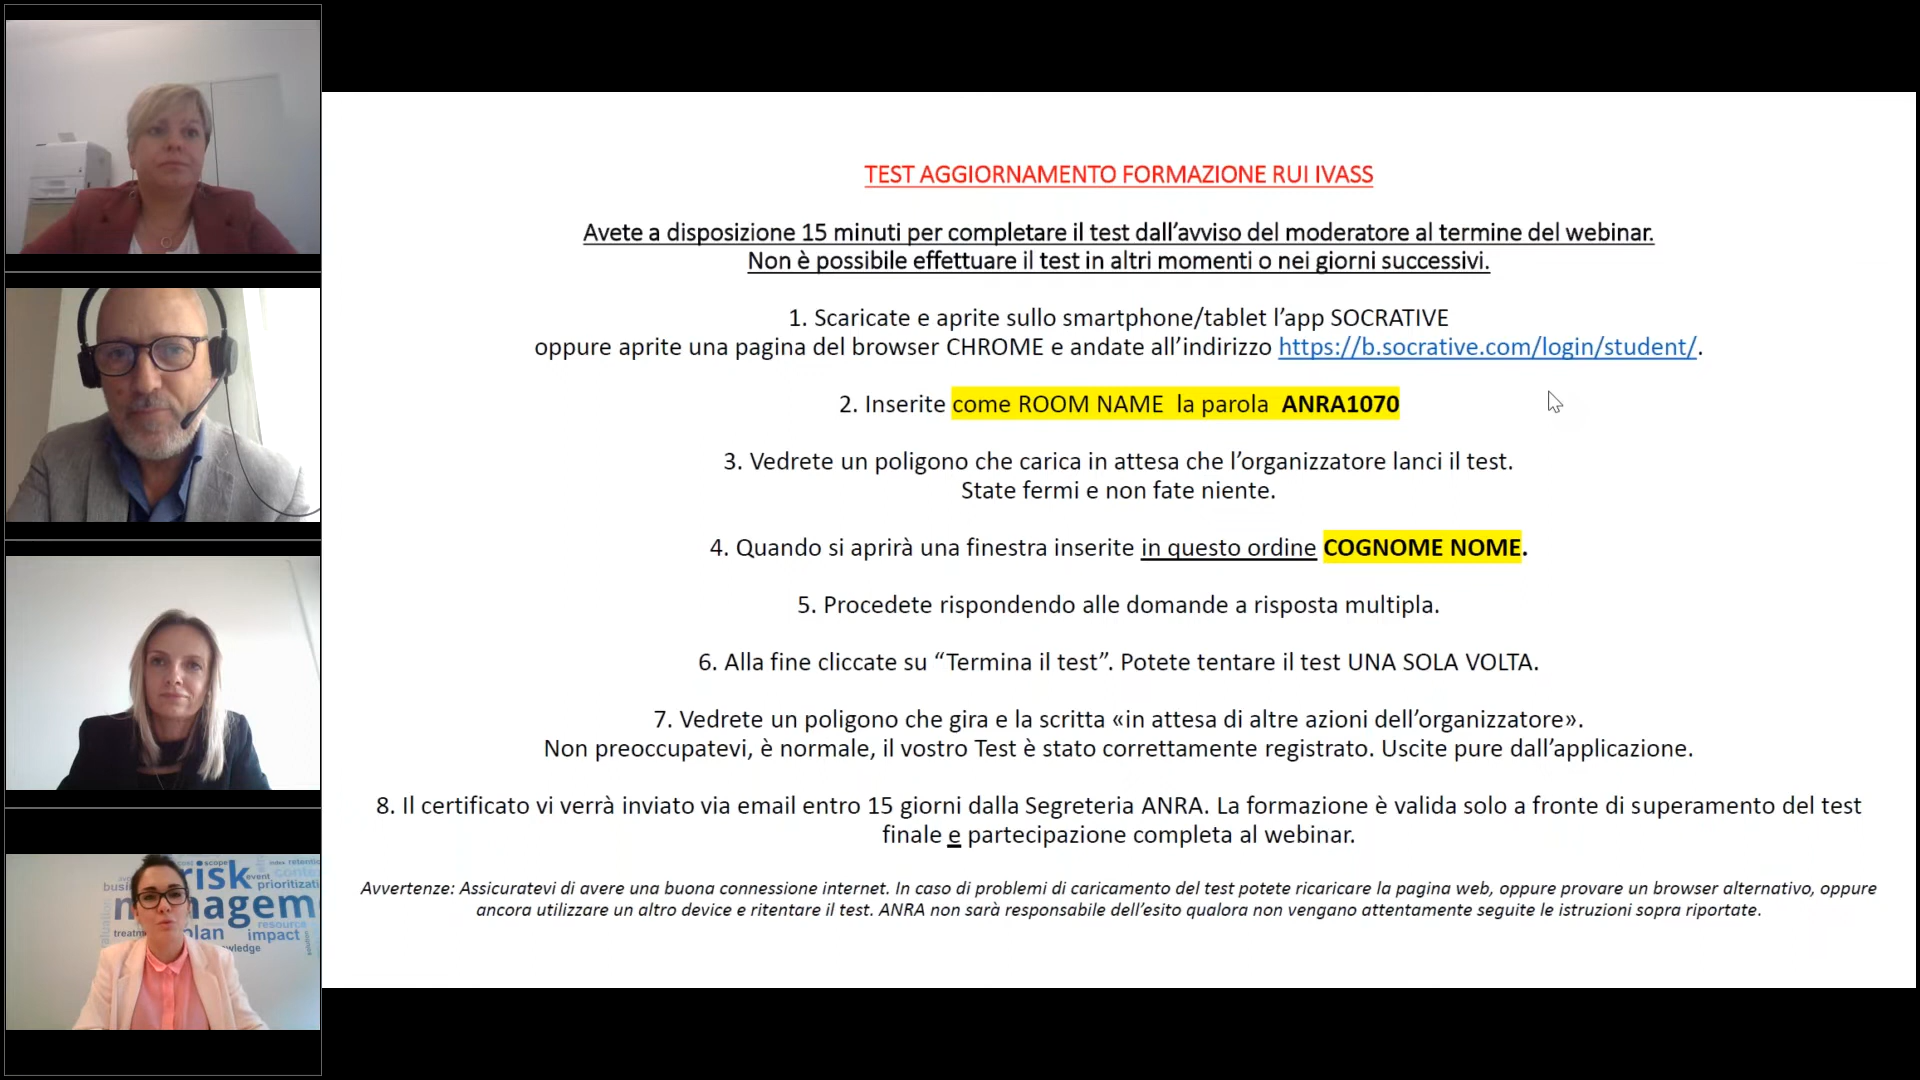 TEST AGGIORNAMENTO FORMAZIONE RUI IVASS
Avete a disposizione 15 minuti per completare il test dall’avviso del moderatore al termine del webinar.
Non è possibile effettuare il test in altri momenti o nei giorni successivi.
1. Scaricate e aprite sullo smartphone/tablet l’app SOCRATIVE
oppure aprite una pagina del browser CHROME e andate all’indirizzo https://b.socrative.com/login/student/.
2. Inserite come ROOM NAME la parola ANRA1070
3. Vedrete un poligono che carica in attesa che l’organizzatore lanci il test.
State fermi e non fate niente.
4. Quando si aprirà una finestra inserite in questo ordine COGNOME NOME.
5. Procedete rispondendo alle domande a risposta multipla.
6. Alla fine cliccate su “Termina il test”. Potete tentare il test UNA SOLA VOLTA.
7. Vedrete un poligono che gira e la scritta «in attesa di altre azioni dell’organizzatore».
Non preoccupatevi, è normale, il vostro Test è stato correttamente registrato. Uscite pure dall’applicazione.
8. Il certificato vi verrà inviato via email entro 15 giorni dalla Segreteria ANRA. La formazione è valida solo a fronte di superamento del test
finale e partecipazione completa al webinar.
Avvertenze: Assicuratevi di avere una buona connessione internet. In caso di problemi di caricamento del test potete ricaricare la pagina web, oppure provare un browser alternativo, oppure
ancora utilizzare un altro device e ritentare il test. ANRA non sarà responsabile dell’esito qualora non vengano attentamente seguite le istruzioni sopra riportate.
scope
risk
event
prioritizati
resource
plan
impact